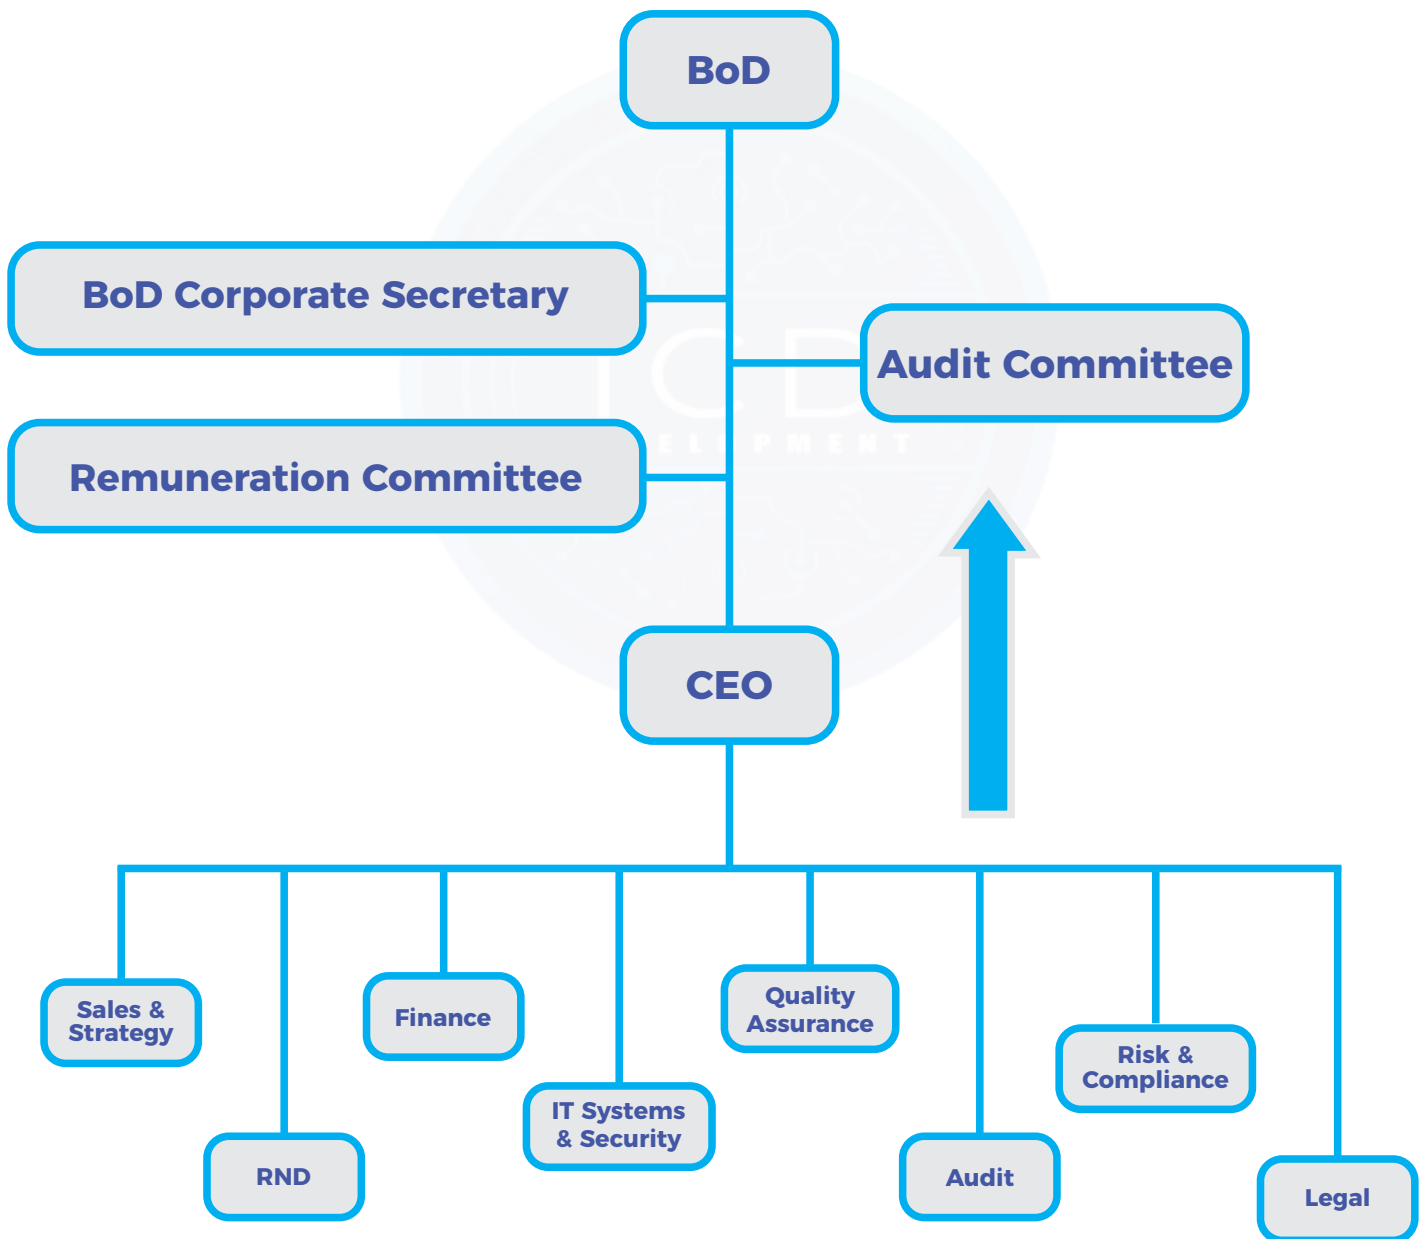 BoD
BoD Corporate Secretary
Audit Committee
Remuneration Committee
CEO
Sales &
Strategy
RND
Finance
IT Systems
& Security
Quality
Assurance
Audit
Risk &
Compliance
Legal